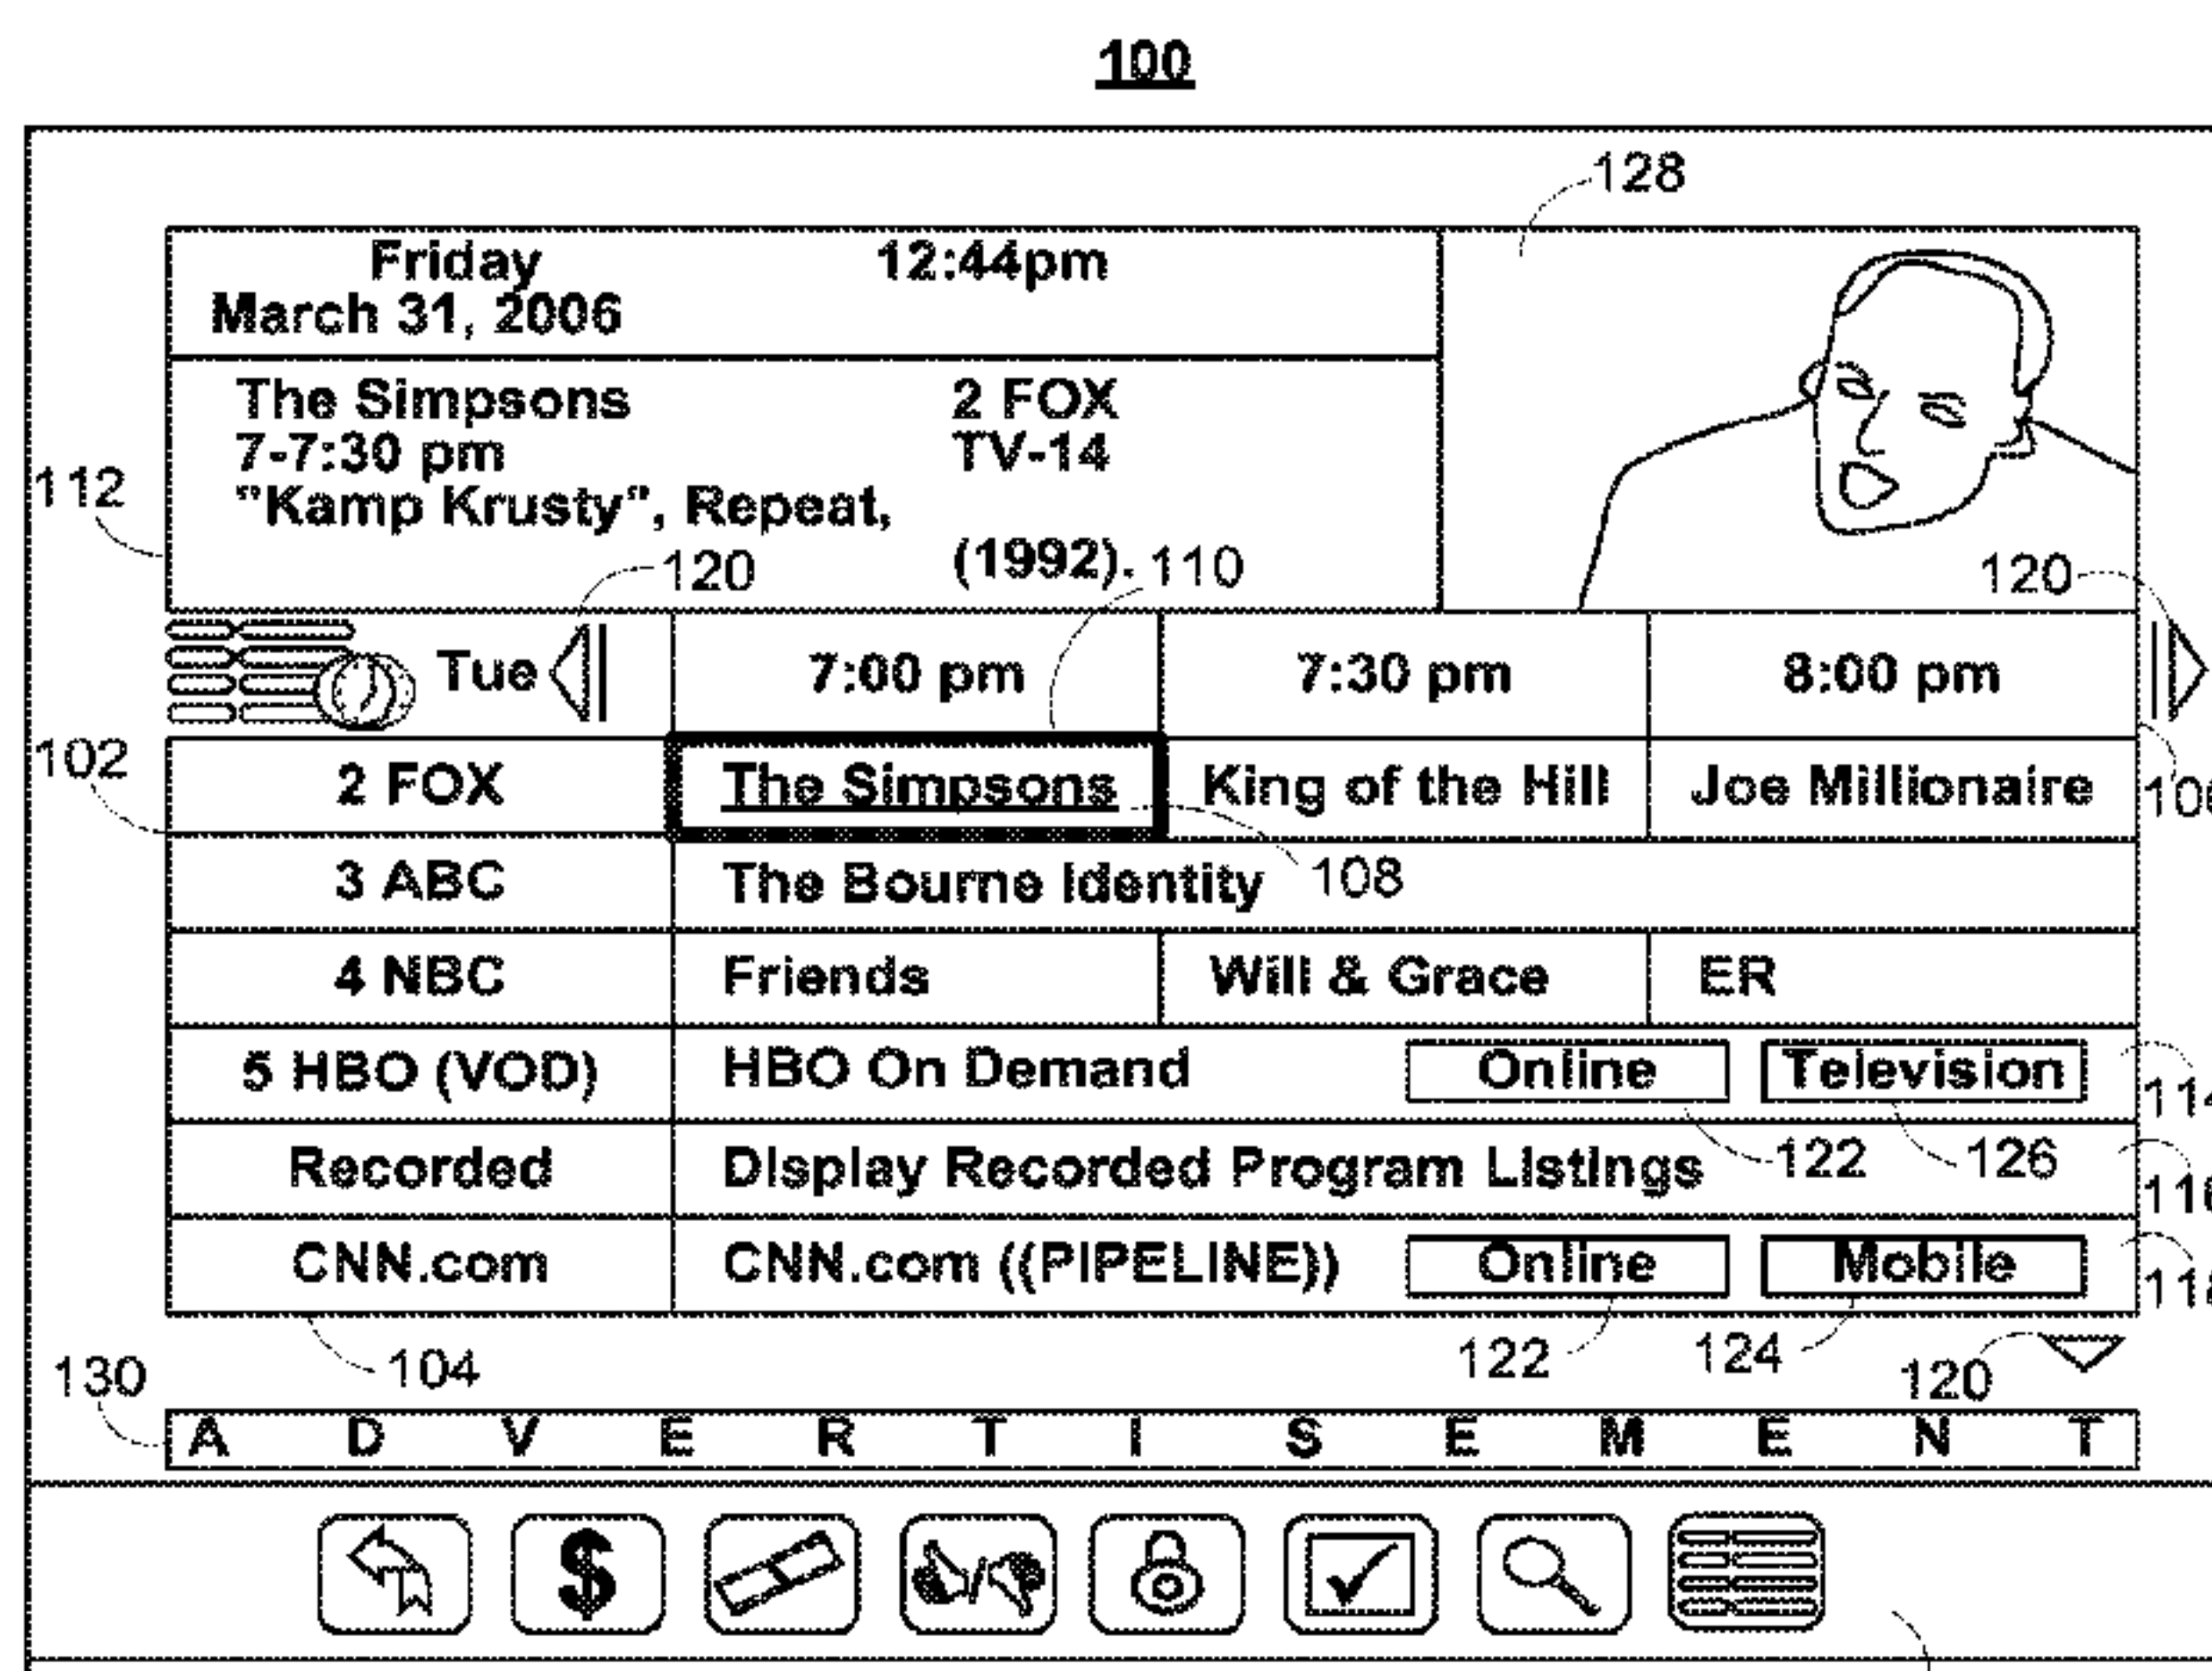 100
128
Friday 12:44pm
March 31, 2006
The Simpsons 2 FOX
7-7:30 pm TV-14
112
"Kamp Krusty", Repeat,
(1992).
120 110 120
Tue 7:00 pm 7:30 pm 8:00 pm
102
2 FOX The Simpsons King of the Hill Joe Millionaire
3 ABC The Bourne Identity 108
4 NBC Friends Will & Grace ER
5 HBO (VOD) HBO On Demand Online Television
122 126
Recorded Display Recorded Program Listings
CNN.com CNN.com ((PIPELINE)) Online Mobile
130 104 122 124 120
A D V E R T I S E M E N T
$